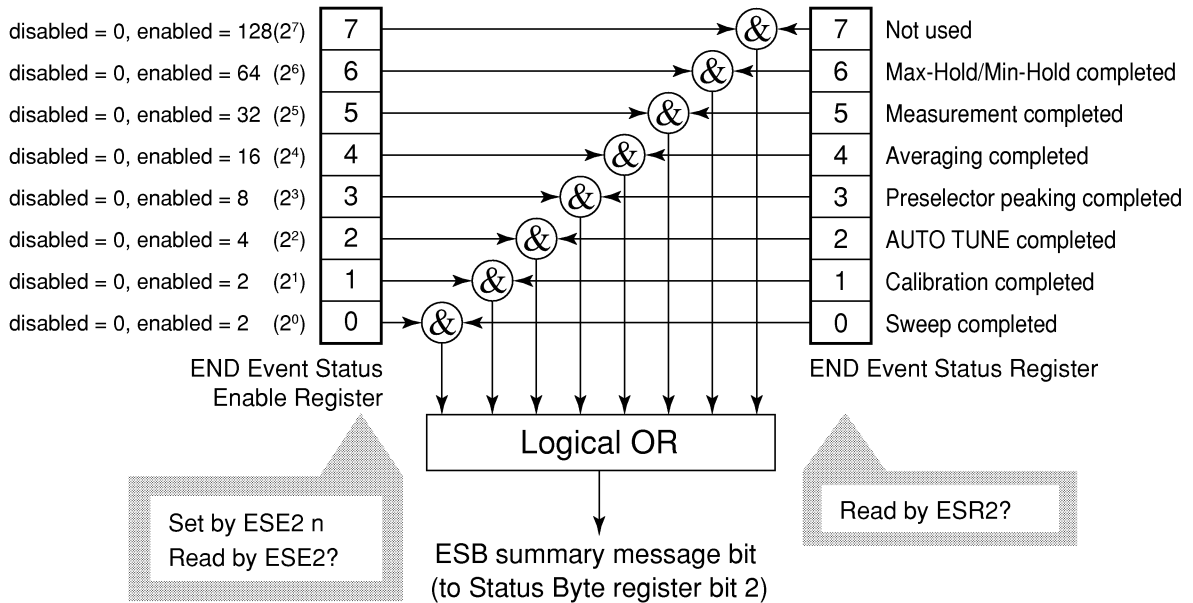 disabled = 0, enabled = 128(2⁷) 7 & 7 Not used
disabled = 0, enabled = 64 (2⁶) 6 & 6 Max-Hold/Min-Hold completed
disabled = 0, enabled = 32 (2⁵) 5 & 5 Measurement completed
disabled = 0, enabled = 16 (2⁴) 4 & 4 Averaging completed
disabled = 0, enabled = 8 (2³) 3 & 3 Preselector peaking completed
disabled = 0, enabled = 4 (2²) 2 & 2 AUTO TUNE completed
disabled = 0, enabled = 2 (2¹) 1 & 1 Calibration completed
disabled = 0, enabled = 2 (2⁰) 0 & 0 Sweep completed
END Event Status
Enable Register
END Event Status Register
Logical OR
Set by ESE2 n
Read by ESE2?
Read by ESR2?
ESB summary message bit
(to Status Byte register bit 2)